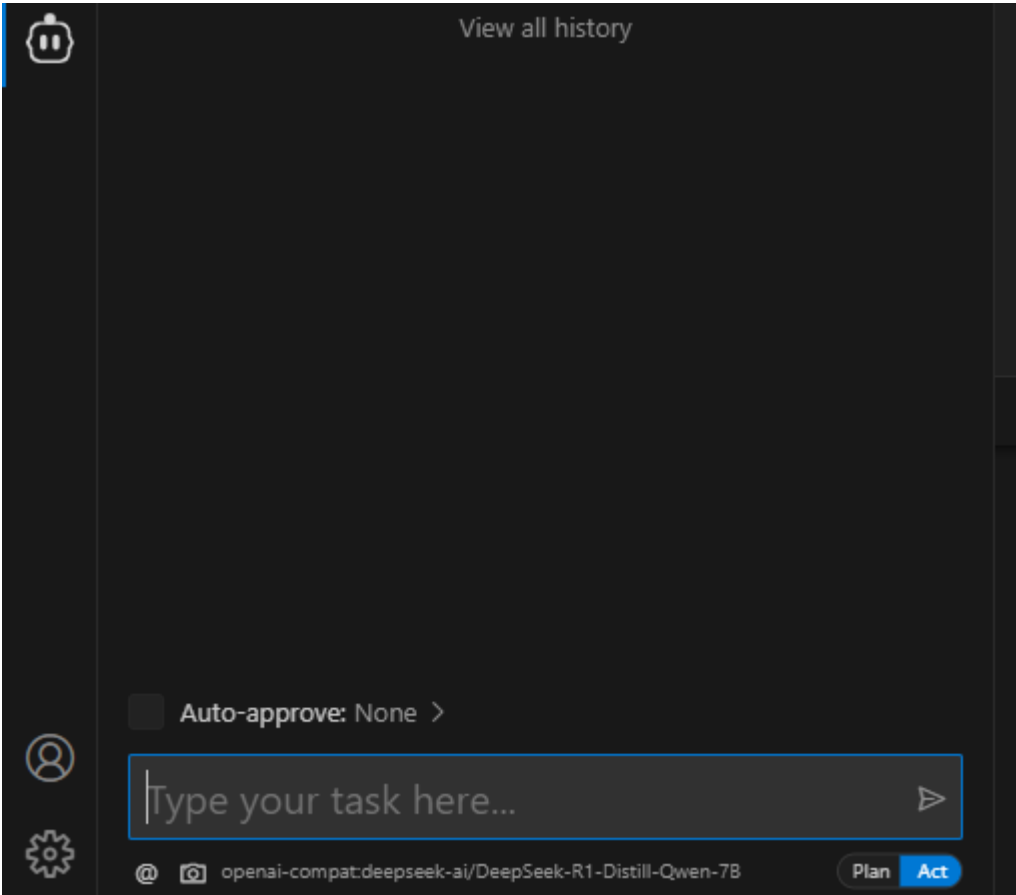 View all history
Auto-approve: None >
Type your task here...
@ openai-compat:deepseek-ai/DeepSeek-R1-Distill-Qwen-7B Plan Act